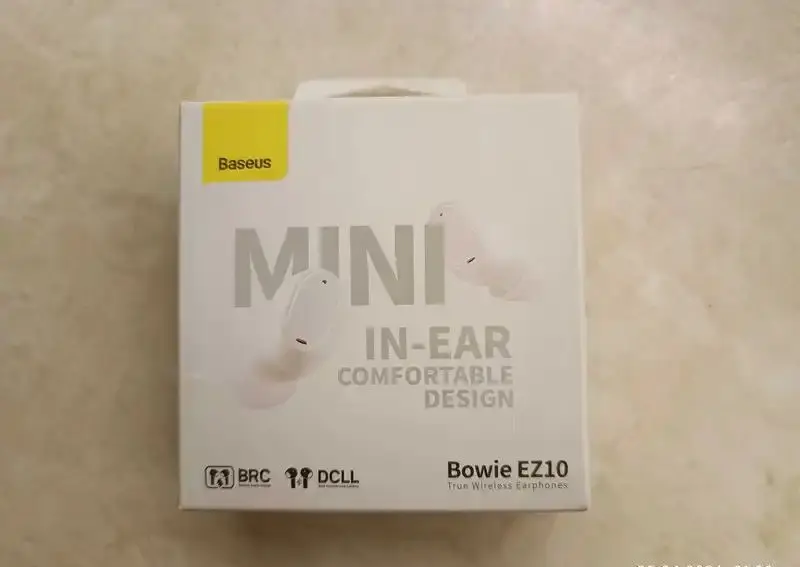 Baseus
MINI
IN-EAR
COMFORTABLE
DESIGN
BRC
DCLL
Bowie EZ10
True Wireless Earphones